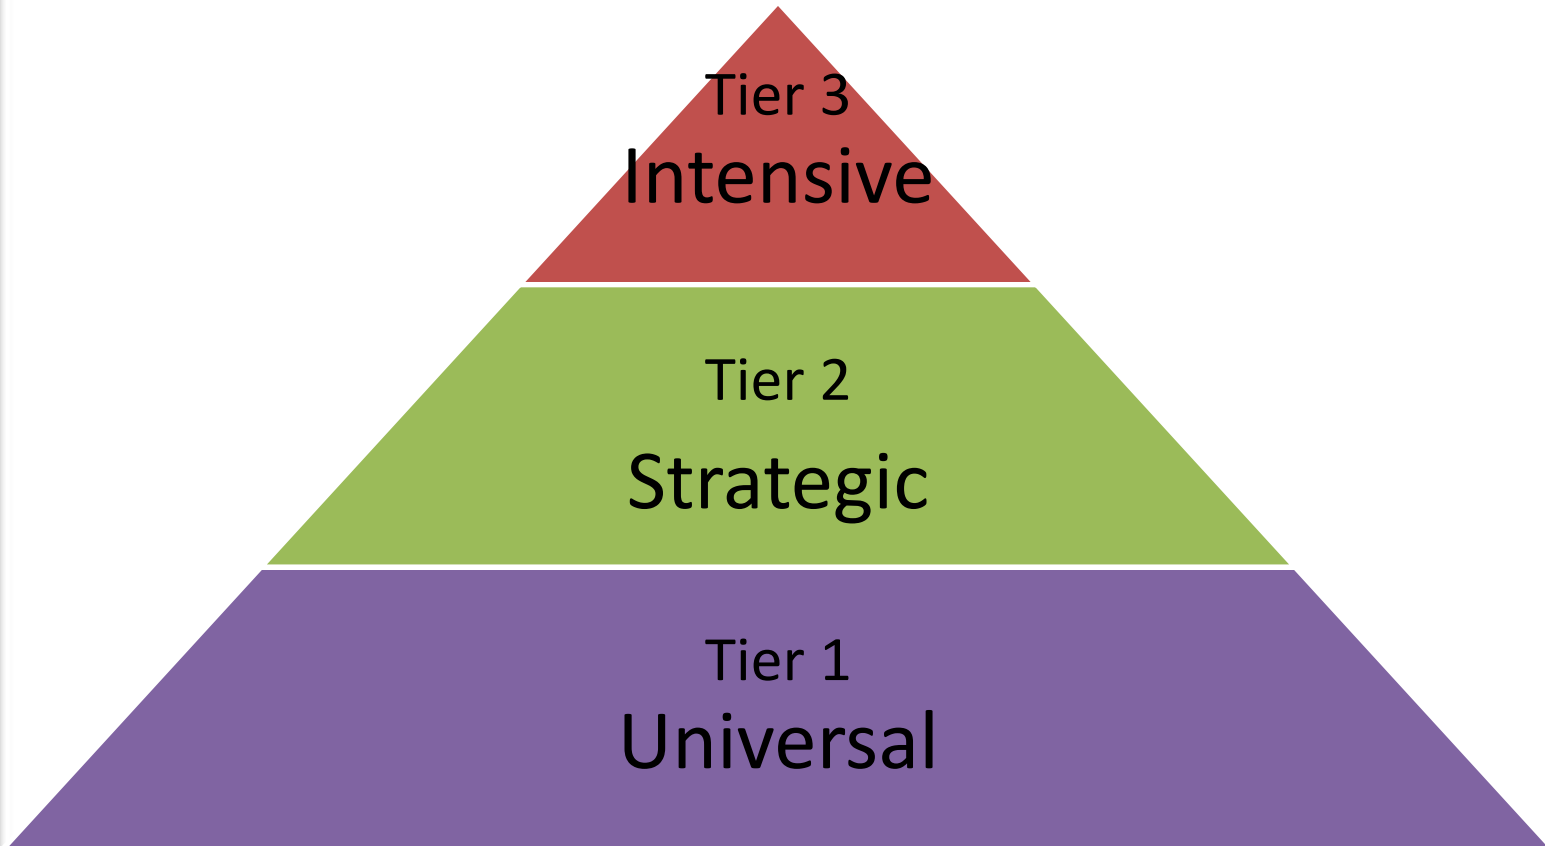 Tier 3
Intensive
Tier 2
Strategic
Tier 1
Universal